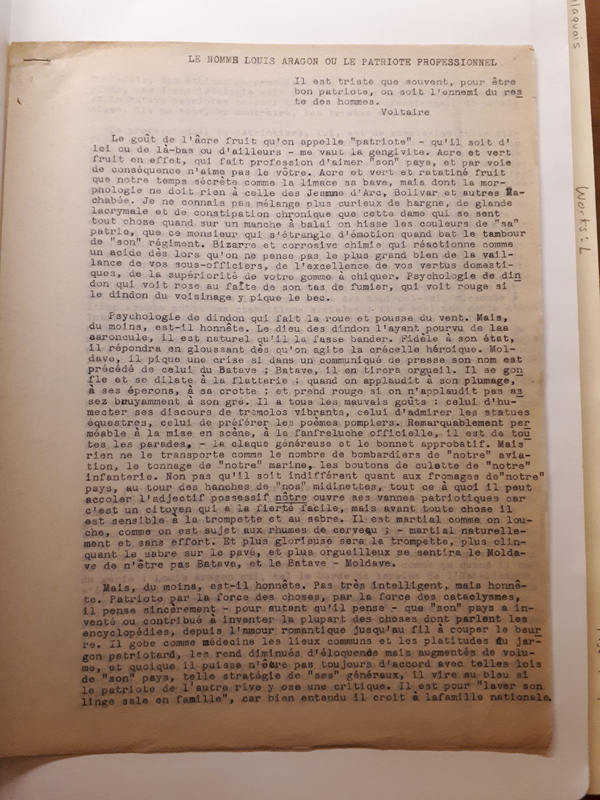 LE NOMME LOUIS ARAGON OU LE PATRIOTE PROFESSIONNEL
Il est triste que souvent, pour être
bon patriote, on soit l'ennemi du res
te des hommes.
Voltaire
Le goût de l'âcre fruit qu'on appelle "patriote" - qu'il soit d'
ici ou de là-bas ou d'ailleurs - me vaut la gengivite. Acre et vert
fruit en effet, qui fait profession d'aimer "son" pays, et par voie
de conséquence n'aime pas le vôtre. Acre et vert et ratatiné fruit
que notre temps sécrète comme la limace sa bave, mais dont la mor-
phologie ne doit rien à celle des Jeanne d'Arc, Bolivar et autres Ma-
chabée. Je ne connais pas mélange plus curieux de hargne, de glande
lacrymale et de constipation chronique que cette dame qui se sent
tout chose quand sur un manche à balai on hisse les couleurs de "sa"
patrie, que ce monsieur qui s'étrangle d'émotion quand bat le tambour
de "son" régiment. Bizarre et corrosive chimie qui réactionne comme
un acide dès lors qu'on ne pense pas le plus grand bien de la vail-
lance de vos sous-officiers, de l'excellence de vos vertus domesti-
ques, de la supériorité de votre gomme à chiquer. Psychologie de din
don qui voit rose au faîte de son tas de fumier, qui voit rouge si
le dindon du voisinage y pique le bec.
Psychologie de dindon qui fait la roue et pousse du vent. Mais,
du moins, est-il honnête. Le dieu des dindon l'ayant pourvu de laa
aaroncule, il est naturel qu'il la fasse bander. Fidèle à son état,
il répondra en gloussant dès qu'on agite la crécelle héroïque. Mol-
dave, il pique une crise si dans un communiqué de presse son nom est
précédé de celui du Batave ; Batave, il en tirera orgueil. Il se gon
fle et se dilate à la flatterie : quand on applaudit à son plumage,
à ses éperons, à sa crotte ; et prend rouge si on n'applaudit pas as
sez bruyamment à son gré. Il a tous les mauvais goûts : celui d'hu-
mecter ses discours de trémolos vibrants, celui d'admirer les statues
équestres, celui de préférer les poèmes pompiers. Remarquablement per
méable à la mise en scène, à la fanfreluche officielle, il est de tou
tes les parades, - la claque généreuse et le bonnet approbatif. Mais
rien ne le transporte comme le nombre de bombardiers de "notre" avia-
tion, le tonnage de "notre" marine, les boutons de culotte de "notre"
infanterie. Non pas qu'il soit indifférent quant aux fromages de"notre"
pays, au tour des hanches de "nos" midinettes, tout ce à quoi il peut
accoler l'adjectif possessif nôtre ouvre ses vannes patriotiques car
c'est un citoyen qui a la fierté facile, mais avant toute chose il
est sensible à la trompette et au sabre. Il est martial comme on lou-
che, comme on est sujet aux rhumes de cerveau ; - martial naturelle-
ment et sans effort. Et plus glorieuse sera la trompette, plus clin-
quant le sabre sur le pavé, et plus orgueilleux se sentira le Molda-
ve de n'être pas Batave, et le Batave - Moldave.
Mais, du moins, est-il honnête. Pas très intelligent, mais honnê-
te. Patriote par la force des choses, par la force des cataclysmes,
il pense sincèrement - pour autant qu'il pense - que "son" pays a in-
venté ou contribué à inventer la plupart des choses dont parlent les
encyclopédies, depuis l'amour romantique jusqu'au fil à couper le beur
re. Il gobe comme médecine les lieux communs et les platitudes du jar-
gon patriotard, les rend diminués d'éloquende mais augmentés de volu-
me, et quoique il puisse n'être pas toujours d'accord avec telles lois
de "son" pays, telle stratégie de "ses" généraux, il vire au bleu si
le patriote de l'autre rive y ose une critique. Il est pour "laver son
linge sale en famille", car bien entendu il croit à lafamille nationale.
Works: L